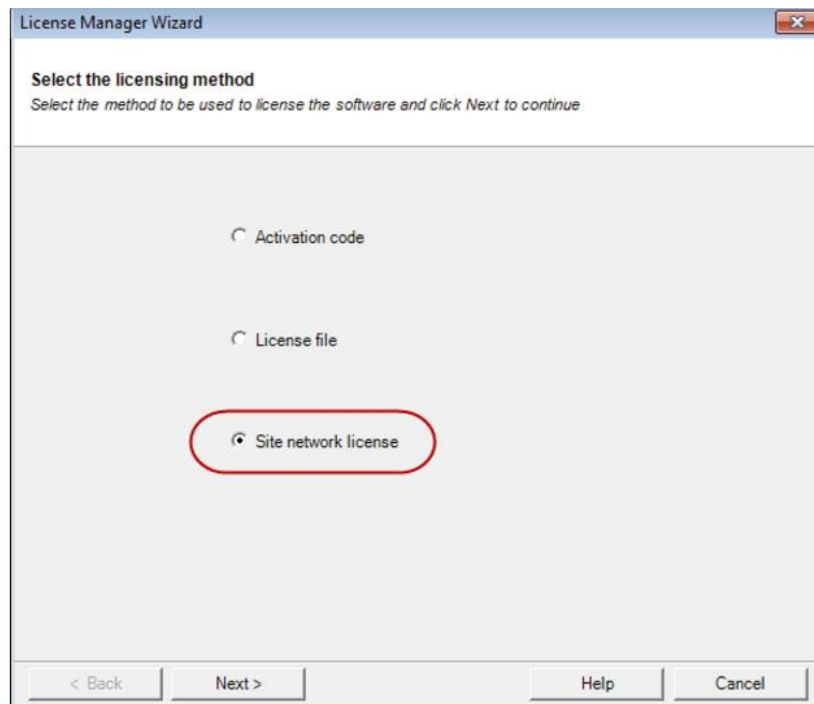 License Manager Wizard
Select the licensing method
Select the method to be used to license the software and click Next to continue
Activation code
License file
Site network license
< Back
Next >
Help
Cancel